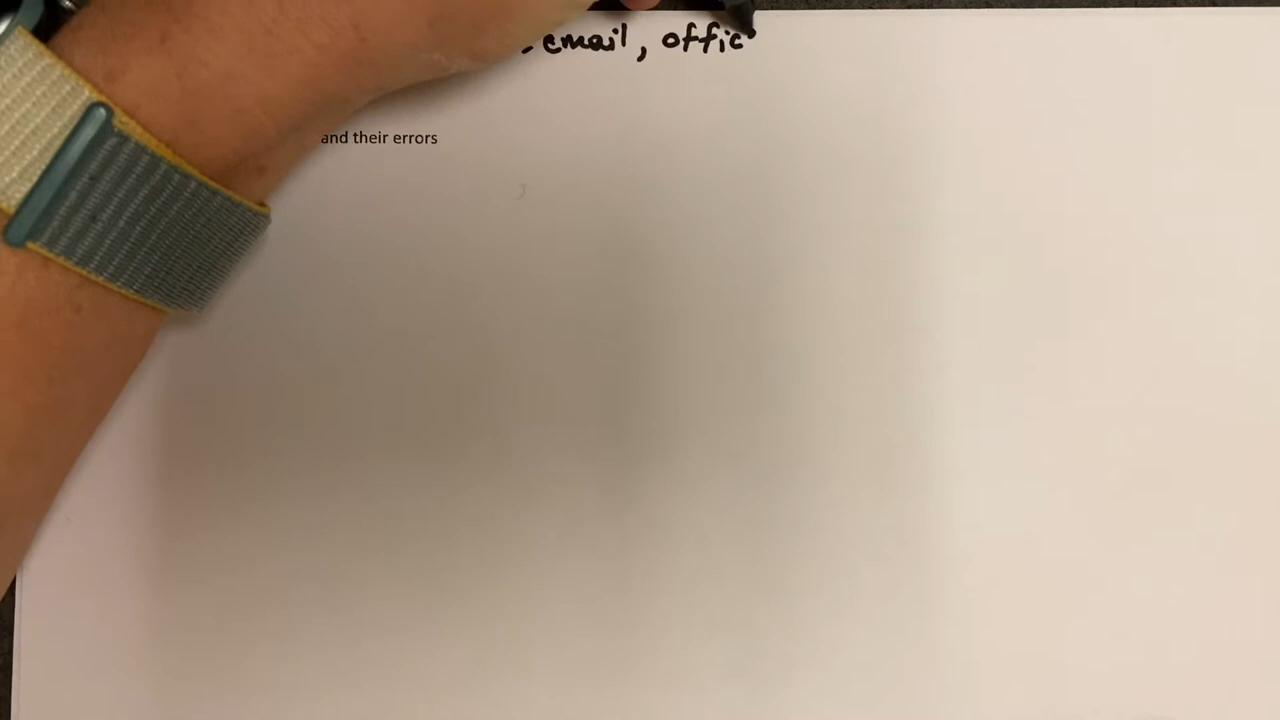 email, offic
and their errors